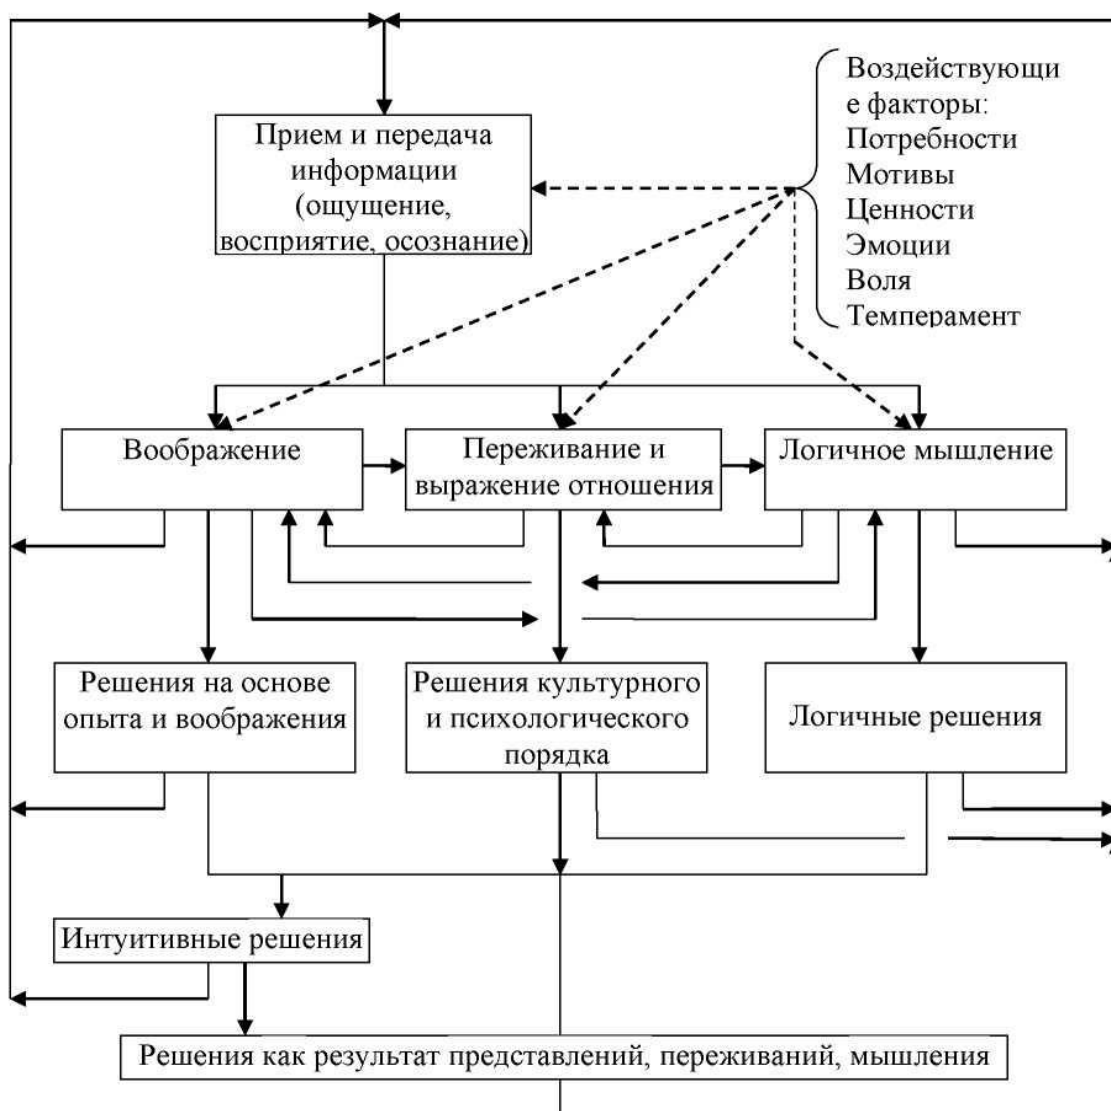 Воздействующи
е факторы:
Потребности
Мотивы
Ценности
Эмоции
Воля
Темперамент
Прием и передача
информации
(ощущение,
восприятие, осознание)
Воображение
Переживание и
выражение отношения
Логичное мышление
Решения на основе
опыта и воображения
Решения культурного
и психологического
порядка
Логичные решения
Интуитивные решения
Решения как результат представлений, переживаний, мышления